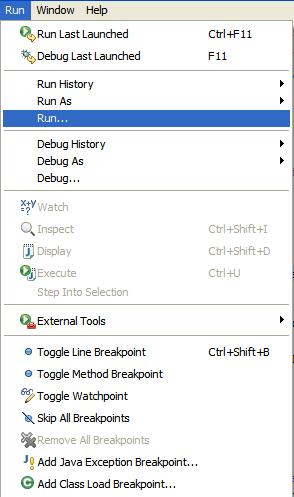 Run Window Help
Run Last Launched Ctrl+F11
Debug Last Launched F11
Run History
Run As
Run...
Debug History
Debug As
Debug...
x+y=? Watch
Inspect Ctrl+Shift+I
J Display Ctrl+Shift+D
Execute Ctrl+U
Step Into Selection
External Tools
Toggle Line Breakpoint Ctrl+Shift+B
Toggle Method Breakpoint
Toggle Watchpoint
Skip All Breakpoints
Remove All Breakpoints
J! Add Java Exception Breakpoint...
C Add Class Load Breakpoint...